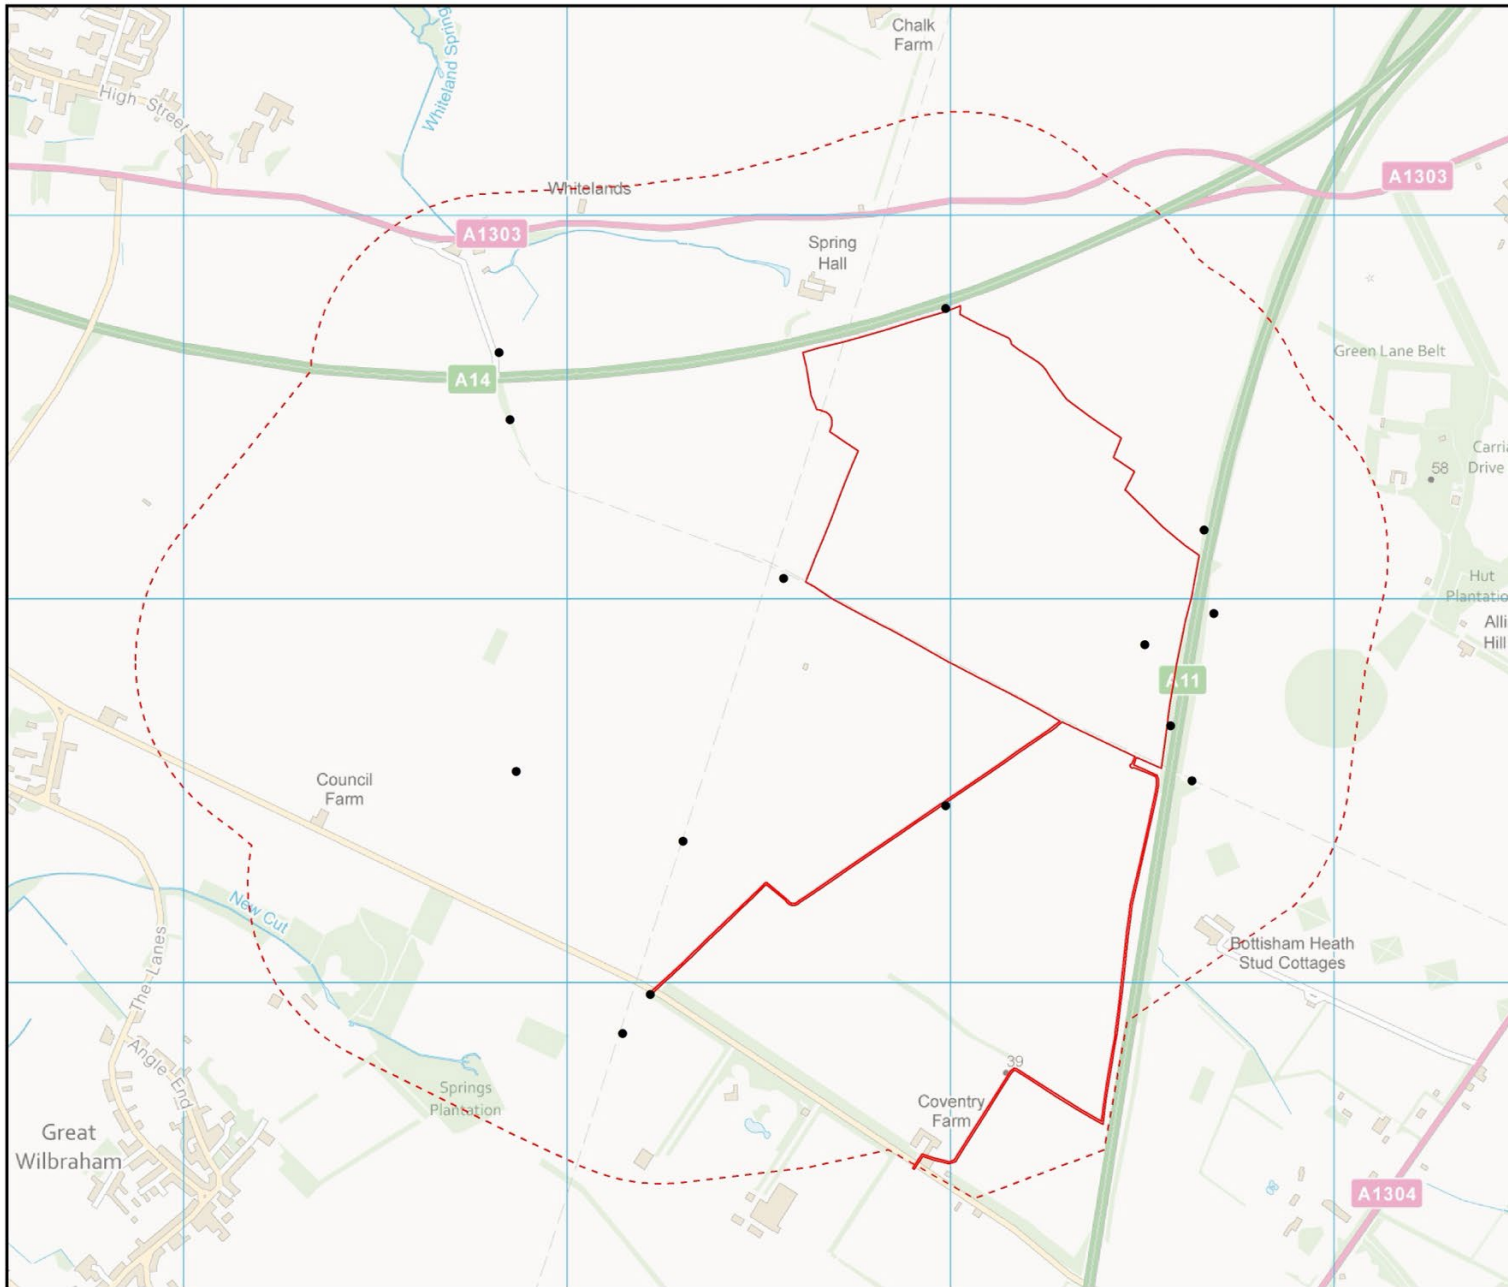 Chalk
Farm
Whiteland Spring
High Street
A1303
Whitelands
A1303
Spring
Hall
Green Lane Belt
A14
Drive
58
Hut
A11
Council
Farm
New Cut
The Lanes
Bottisham Heath
Stud Cottages
39
Angle End
Springs
Plantation
Coventry
Farm
Great
Wilbraham
A1304